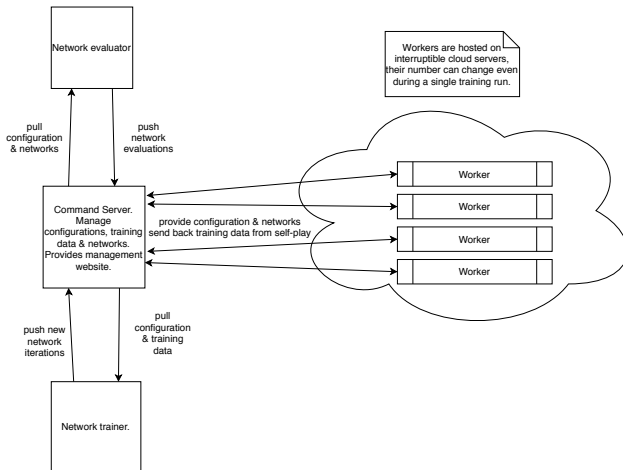 Network evaluator
Workers are hosted on
interruptible cloud servers,
their number can change even
during a single training run.
pull
configuration
& networks
push
network
evaluations
Worker
Worker
Worker
Worker
Command Server.
Manage
configurations, training
data & networks.
Provides management
website.
provide configuration & networks
send back training data from self-play
push new
network
iterations
pull
configuration
& training
data
Network trainer.